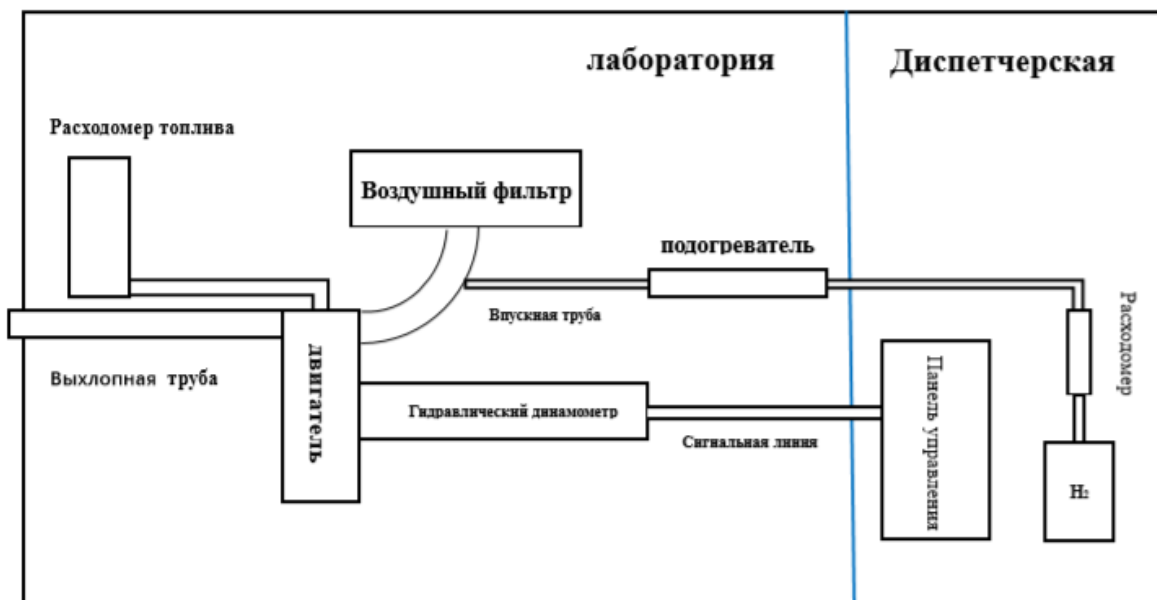 лаборатория
Диспетчерская
Расходомер топлива
Воздушный фильтр
подогреватель
Впускная труба
Расходомер
Выхлопная труба
двигатель
Гидравлический динамометр
Сигнальная линия
Панель управления
H₂